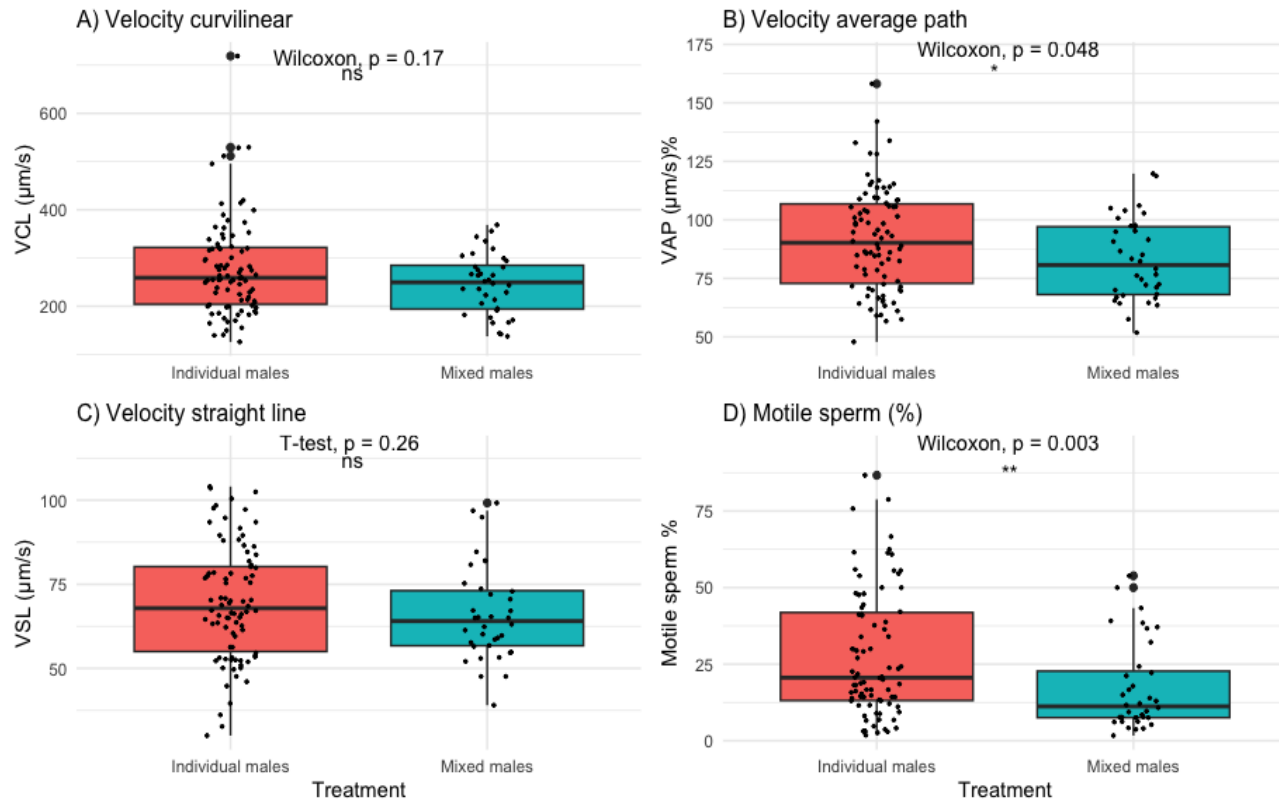 A) Velocity curvilinear
Wilcoxon, p = 0.17
ns
VCL (µm/s)
600
400
200
Individual males
Mixed males
B) Velocity average path
Wilcoxon, p = 0.048
*
VAP (µm/s)%
175
150
125
100
75
50
Individual males
Mixed males
C) Velocity straight line
T-test, p = 0.26
ns
VSL (µm/s)
100
75
50
Individual males
Mixed males
Treatment
D) Motile sperm (%)
Wilcoxon, p = 0.003
**
Motile sperm %
75
50
25
0
Individual males
Mixed males
Treatment